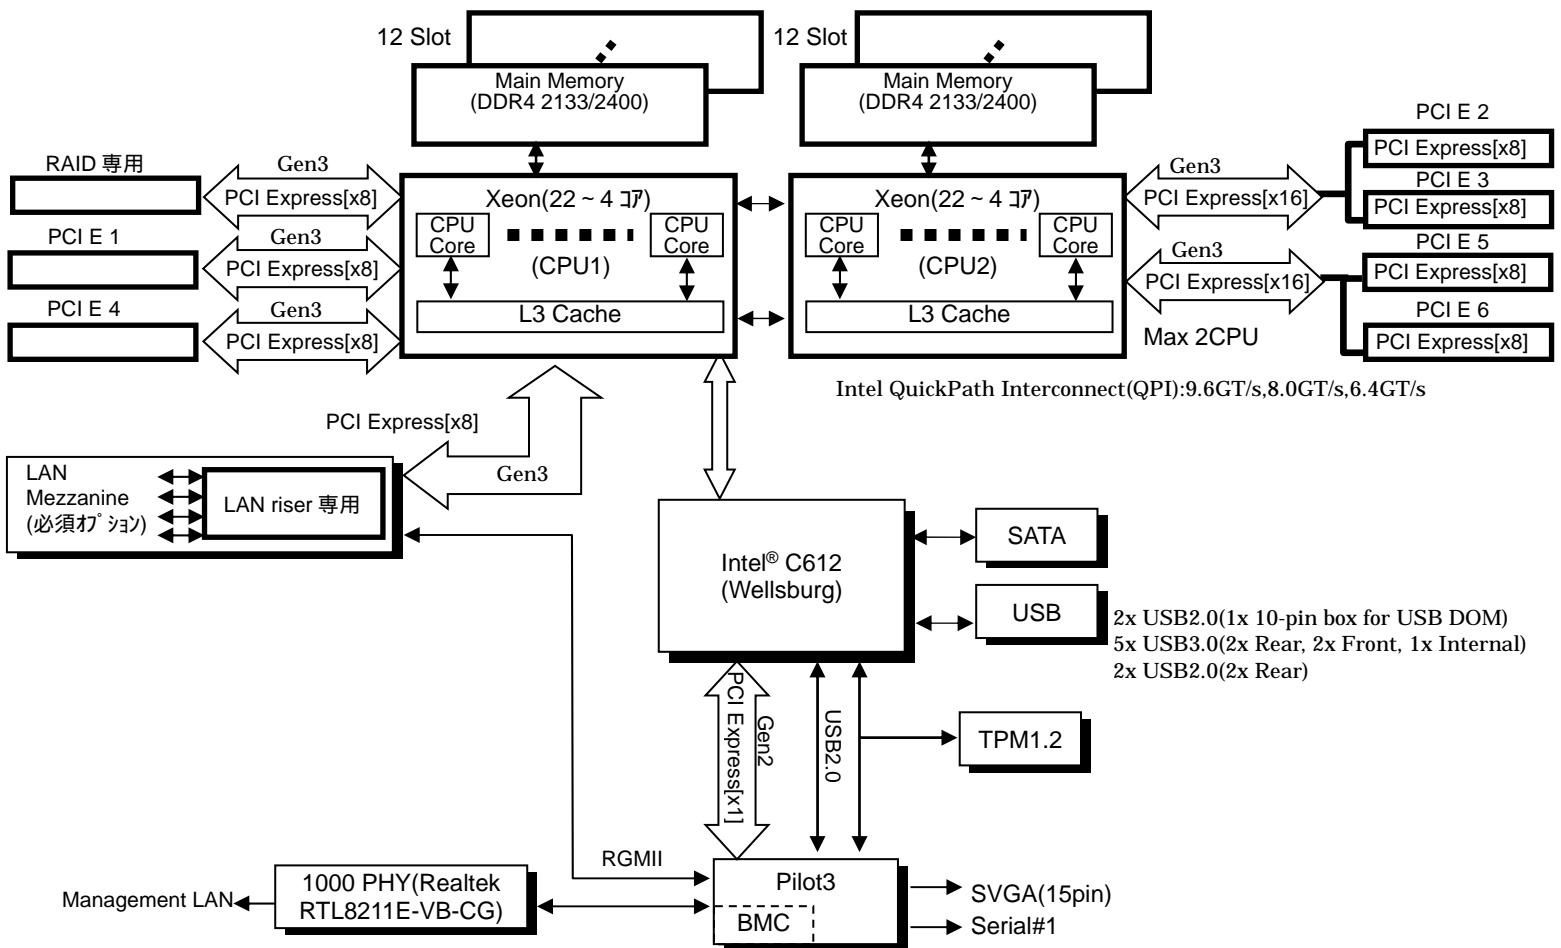 12 Slot
12 Slot
Main Memory
(DDR4 2133/2400)
Main Memory
(DDR4 2133/2400)
RAID 専用
Gen3
PCI Express[x8]
PCI E 1
Gen3
PCI Express[x8]
PCI E 4
Gen3
PCI Express[x8]
Xeon(22 ~ 4 ｺｱ)
CPU
Core
CPU
Core
(CPU1)
L3 Cache
Xeon(22 ~ 4 ｺｱ)
CPU
Core
CPU
Core
(CPU2)
L3 Cache
Gen3
PCI Express[x16]
Gen3
PCI Express[x16]
PCI E 2
PCI Express[x8]
PCI E 3
PCI Express[x8]
PCI E 5
PCI Express[x8]
PCI E 6
PCI Express[x8]
Max 2CPU
Intel QuickPath Interconnect(QPI):9.6GT/s,8.0GT/s,6.4GT/s
PCI Express[x8]
Gen3
LAN
Mezzanine
(必須ｵﾌﾟｼｮﾝ)
LAN riser 専用
Intel® C612
(Wellsburg)
SATA
USB
2x USB2.0(1x 10-pin box for USB DOM)
5x USB3.0(2x Rear, 2x Front, 1x Internal)
2x USB2.0(2x Rear)
Gen2
PCI Express[x1]
USB2.0
TPM1.2
RGMII
Management LAN
1000 PHY(Realtek
RTL8211E-VB-CG)
Pilot3
BMC
SVGA(15pin)
Serial#1